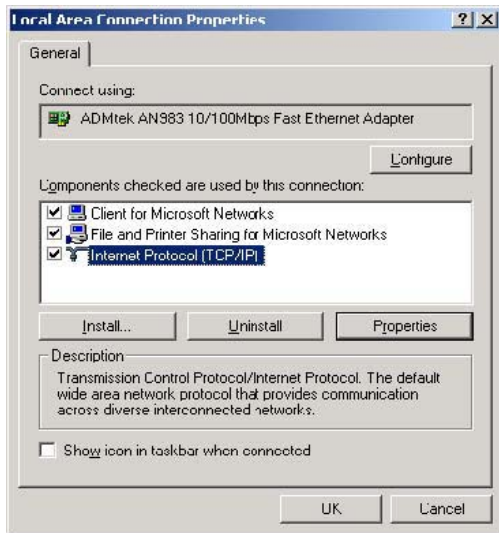 Local Area Connection Properties
General
Connect using:
ADMtek AN983 10/100Mbps Fast Ethernet Adapter
Configure
Components checked are used by this connection:
Client for Microsoft Networks
File and Printer Sharing for Microsoft Networks
Internet Protocol (TCP/IP)
Install... Uninstall Properties
Description
Transmission Control Protocol/Internet Protocol. The default
wide area network protocol that provides communication
across diverse interconnected networks.
Show icon in taskbar when connected
OK Cancel